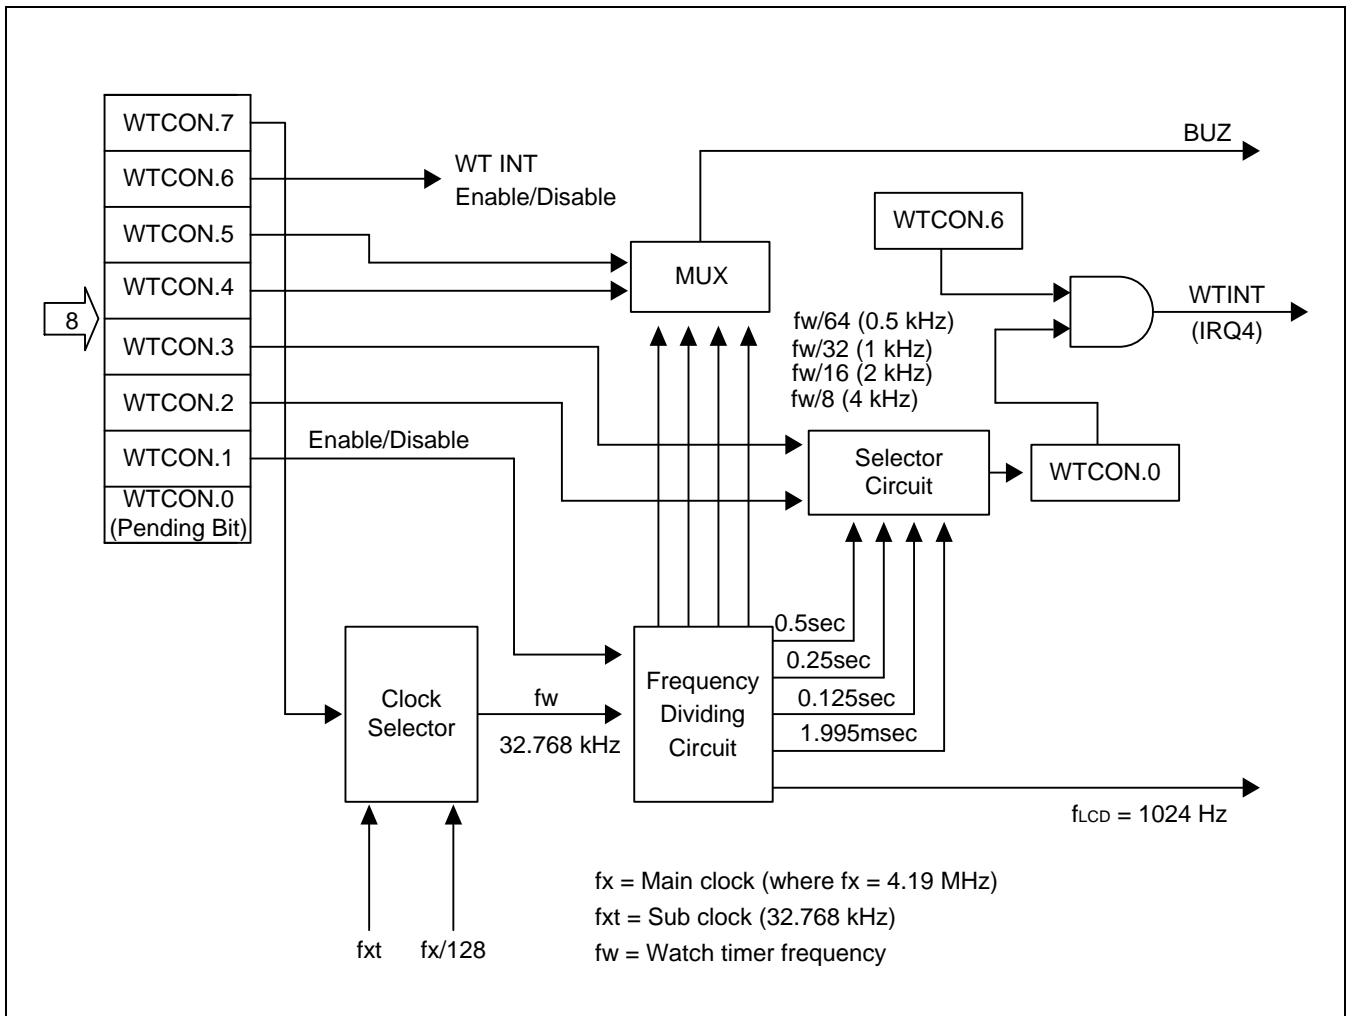 WTCON.7
WTCON.6
WTCON.5
WTCON.4
WTCON.3
WTCON.2
WTCON.1
WTCON.0
(Pending Bit)
8
WT INT
Enable/Disable
Enable/Disable
BUZ
MUX
WTCON.6
WTINT
(IRQ4)
fw/64 (0.5 kHz)
fw/32 (1 kHz)
fw/16 (2 kHz)
fw/8 (4 kHz)
Selector
Circuit
WTCON.0
Clock
Selector
fw
32.768 kHz
Frequency
Dividing
Circuit
0.5sec
0.25sec
0.125sec
1.995msec
fLCD = 1024 Hz
fxt
fx/128
fx = Main clock (where fx = 4.19 MHz)
fxt = Sub clock (32.768 kHz)
fw = Watch timer frequency